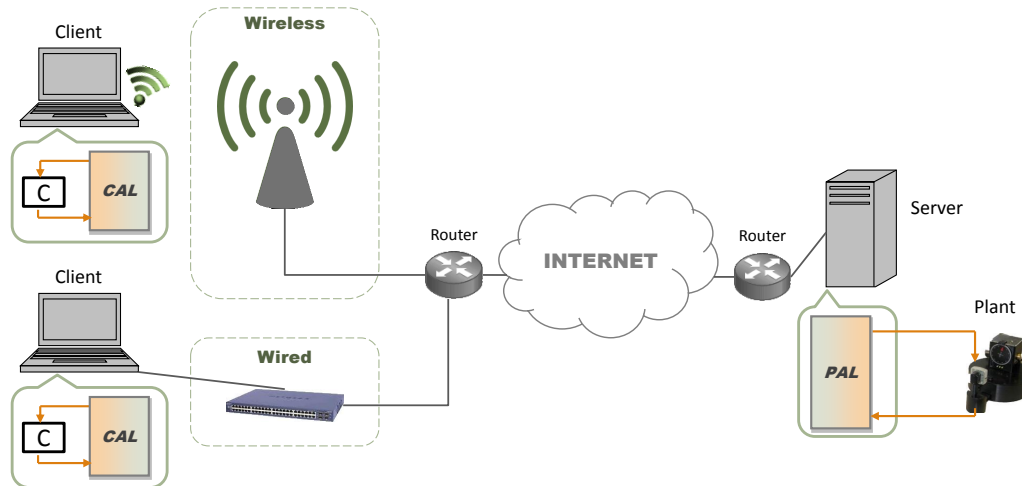 Client
Wireless
C
CAL
Router
INTERNET
Router
Server
Client
Wired
C
CAL
PAL
Plant